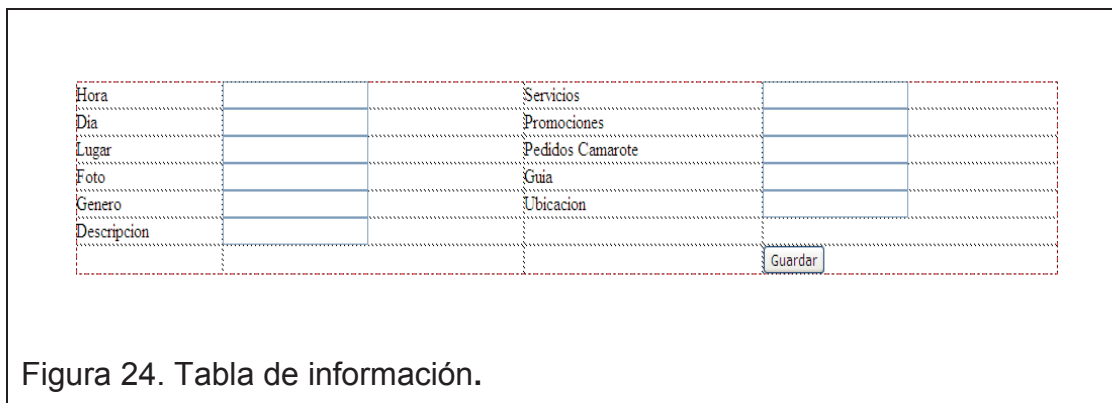 Hora Servicios
Dia Promociones
Lugar Pedidos Camarote
Foto Guia
Genero Ubicacion
Descripcion
Guardar
Figura 24. Tabla de información.